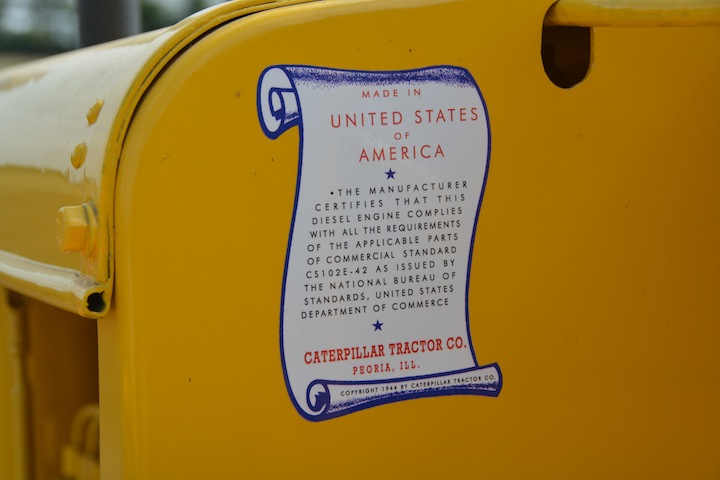 MADE IN
UNITED STATES
OF
AMERICA
•THE MANUFACTURER
CERTIFIES THAT THIS
DIESEL ENGINE COMPLIES
WITH ALL THE REQUIREMENTS
OF THE APPLICABLE PARTS
OF COMMERCIAL STANDARD
CS102E-42 AS ISSUED BY
THE NATIONAL BUREAU OF
STANDARDS, UNITED STATES
DEPARTMENT OF COMMERCE
CATERPILLAR TRACTOR CO.
PEORIA, ILL.
COPYRIGHT 1944 BY CATERPILLAR TRACTOR CO.